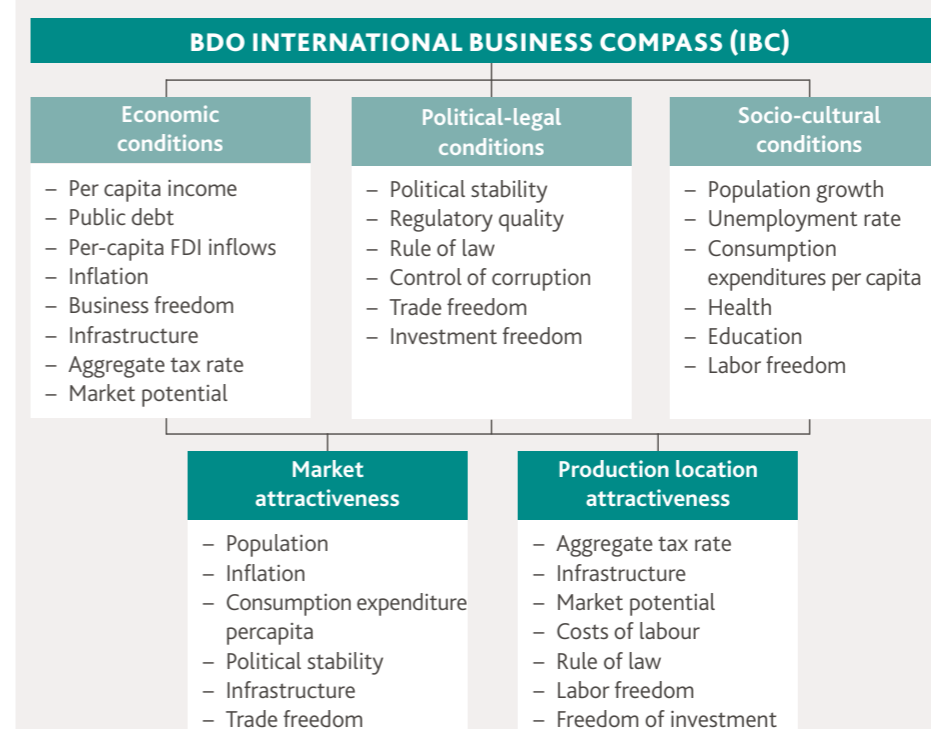 BDO INTERNATIONAL BUSINESS COMPASS (IBC)
Economic
conditions
– Per capita income
– Public debt
– Per-capita FDI inflows
– Inflation
– Business freedom
– Infrastructure
– Aggregate tax rate
– Market potential
Political-legal
conditions
– Political stability
– Regulatory quality
– Rule of law
– Control of corruption
– Trade freedom
– Investment freedom
Socio-cultural
conditions
– Population growth
– Unemployment rate
– Consumption
expenditures per capita
– Health
– Education
– Labor freedom
Market
attractiveness
– Population
– Inflation
– Consumption expenditure
percapita
– Political stability
– Infrastructure
– Trade freedom
Production location
attractiveness
– Aggregate tax rate
– Infrastructure
– Market potential
– Costs of labour
– Rule of law
– Labor freedom
– Freedom of investment